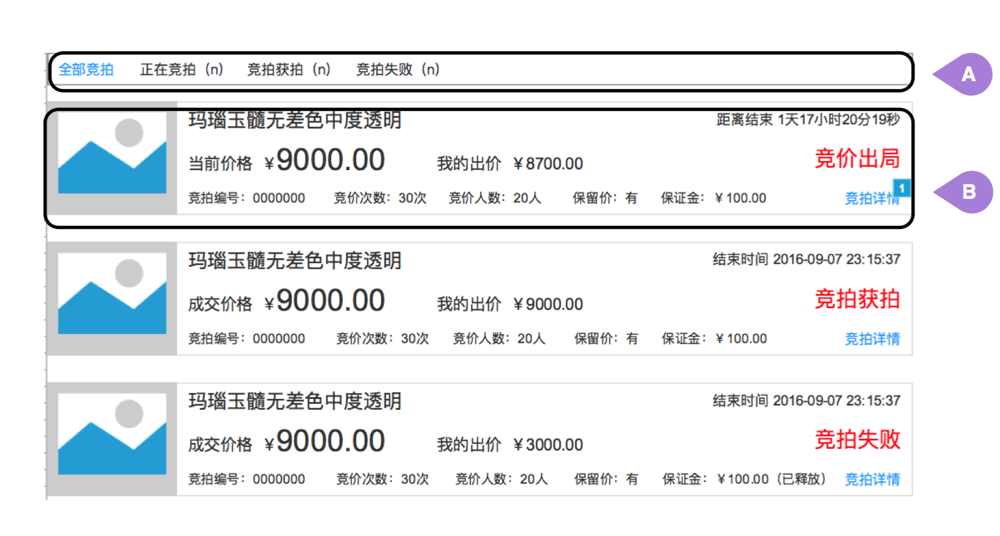 全部竞拍 正在竞拍（n） 竞拍获拍（n） 竞拍失败（n）
A
玛瑙玉髓无差色中度透明 距离结束 1天17小时20分19秒
当前价格 ¥9000.00 我的出价 ¥8700.00 竞价出局
1
B
竞拍编号：0000000 竞价次数：30次 竞价人数：20人 保留价：有 保证金：¥100.00 竞拍详情
玛瑙玉髓无差色中度透明 结束时间 2016-09-07 23:15:37
成交价格 ¥9000.00 我的出价 ¥9000.00 竞拍获拍
竞拍编号：0000000 竞价次数：30次 竞价人数：20人 保留价：有 保证金：¥100.00 竞拍详情
玛瑙玉髓无差色中度透明 结束时间 2016-09-07 23:15:37
成交价格 ¥9000.00 我的出价 ¥3000.00 竞拍失败
竞拍编号：0000000 竞价次数：30次 竞价人数：20人 保留价：有 保证金：¥100.00（已释放） 竞拍详情